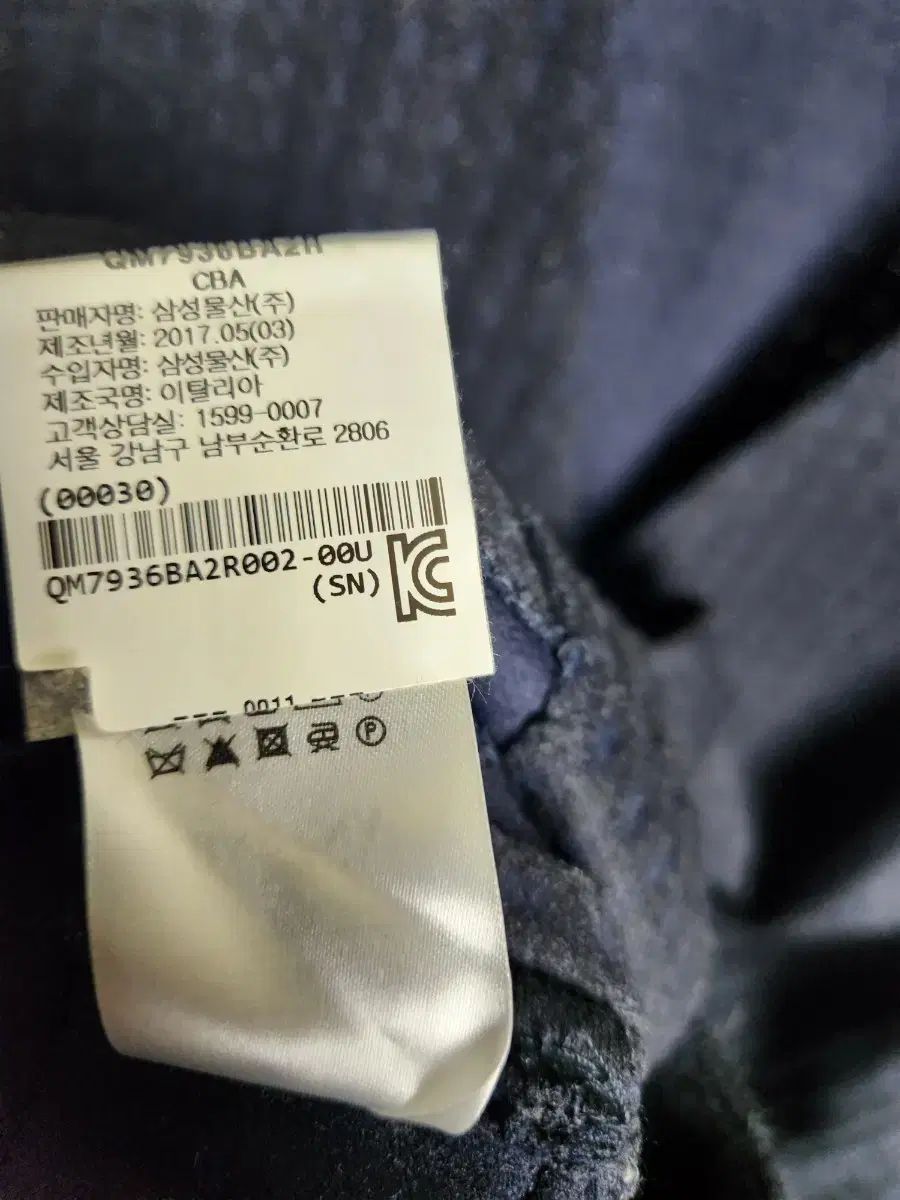 QM7936BA2R
CBA
판매자명: 삼성물산(주)
제조년월: 2017.05(03)
수입자명: 삼성물산(주)
제조국명: 이탈리아
고객상담실: 1599-0007
서울 강남구 남부순환로 2806
(00030)
QM7936BA2R002-00U
(SN)
0011
P